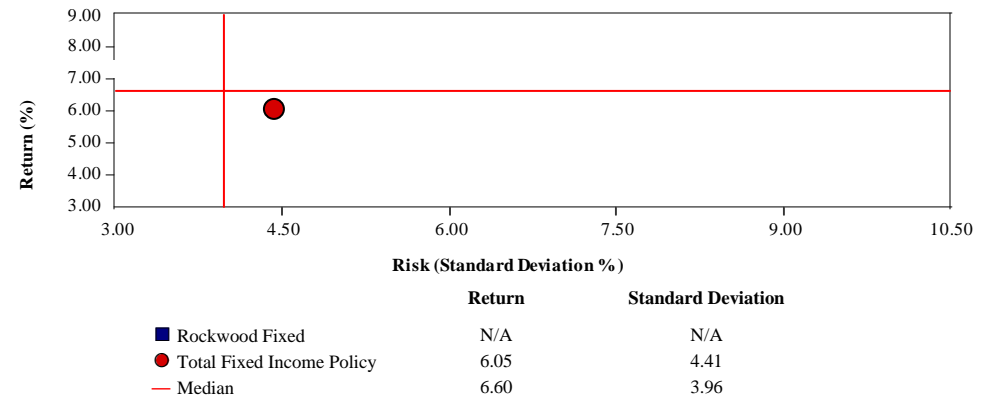 9.00
8.00
7.00
6.00
5.00
4.00
3.00
Return (%)
3.00 4.50 6.00 7.50 9.00 10.50
Risk (Standard Deviation %)
Return Standard Deviation
Rockwood Fixed N/A N/A
Total Fixed Income Policy 6.05 4.41
Median 6.60 3.96